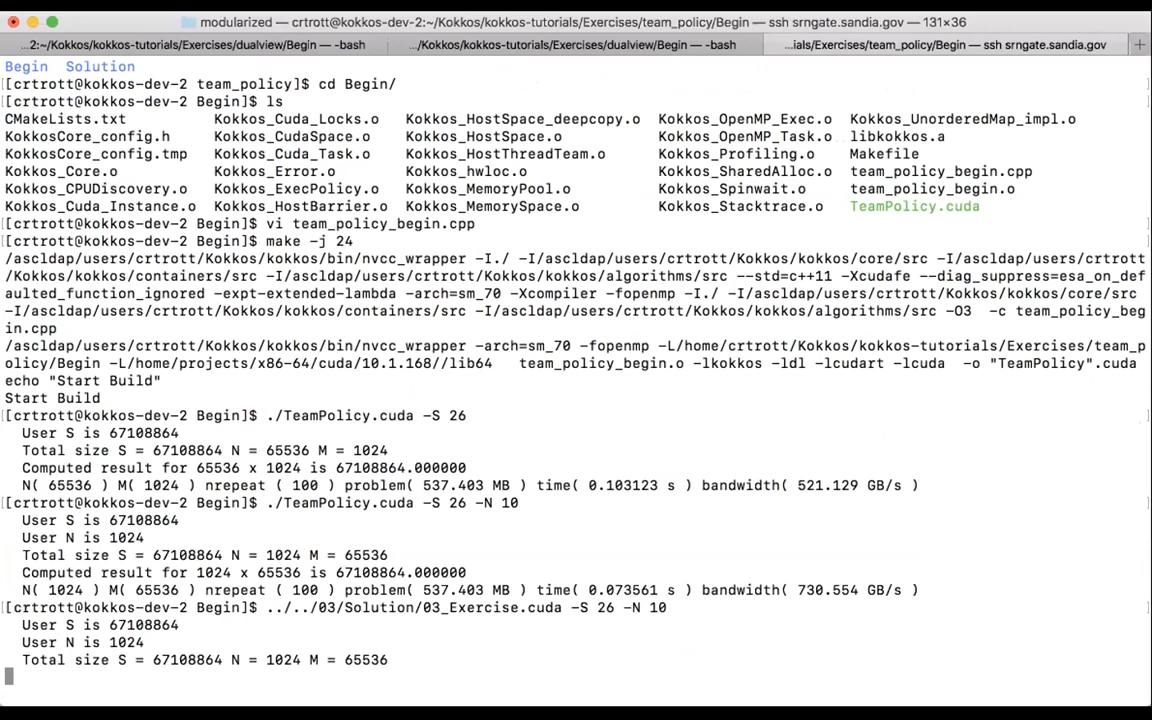 modularized — crtrott@kokkos-dev-2:~/Kokkos/kokkos-tutorials/Exercises/team_policy/Begin — ssh srngate.sandia.gov — 131×36
...2:~/Kokkos/kokkos-tutorials/Exercises/dualview/Begin — -bash
.../Kokkos/kokkos-tutorials/Exercises/dualview/Begin — -bash
...ials/Exercises/team_policy/Begin — ssh srngate.sandia.gov
Begin  Solution
[[crtrott@kokkos-dev-2 team_policy]$ cd Begin/
[[crtrott@kokkos-dev-2 Begin]$ ls
CMakeLists.txt Kokkos_Cuda_Locks.o Kokkos_HostSpace_deepcopy.o Kokkos_OpenMP_Exec.o Kokkos_UnorderedMap_impl.o
KokkosCore_config.h Kokkos_CudaSpace.o Kokkos_HostSpace.o Kokkos_OpenMP_Task.o libkokkos.a
KokkosCore_config.tmp Kokkos_Cuda_Task.o Kokkos_HostThreadTeam.o Kokkos_Profiling.o Makefile
Kokkos_Core.o Kokkos_Error.o Kokkos_hwloc.o Kokkos_SharedAlloc.o team_policy_begin.cpp
Kokkos_CPUDiscovery.o Kokkos_ExecPolicy.o Kokkos_MemoryPool.o Kokkos_Spinwait.o team_policy_begin.o
Kokkos_Cuda_Instance.o Kokkos_HostBarrier.o Kokkos_MemorySpace.o Kokkos_Stacktrace.o TeamPolicy.cuda
[[crtrott@kokkos-dev-2 Begin]$ vi team_policy_begin.cpp
[[crtrott@kokkos-dev-2 Begin]$ make -j 24
/ascldap/users/crtrott/Kokkos/kokkos/bin/nvcc_wrapper -I./ -I/ascldap/users/crtrott/Kokkos/kokkos/core/src -I/ascldap/users/crtrott
/Kokkos/kokkos/containers/src -I/ascldap/users/crtrott/Kokkos/kokkos/algorithms/src --std=c++11 -Xcudafe --diag_suppress=esa_on_def
aulted_function_ignored -expt-extended-lambda -arch=sm_70 -Xcompiler -fopenmp -I./ -I/ascldap/users/crtrott/Kokkos/kokkos/core/src
-I/ascldap/users/crtrott/Kokkos/kokkos/containers/src -I/ascldap/users/crtrott/Kokkos/kokkos/algorithms/src -O3  -c team_policy_beg
in.cpp
/ascldap/users/crtrott/Kokkos/kokkos/bin/nvcc_wrapper -arch=sm_70 -fopenmp -L/home/crtrott/Kokkos/kokkos-tutorials/Exercises/team_p
olicy/Begin -L/home/projects/x86-64/cuda/10.1.168//lib64   team_policy_begin.o -lkokkos -ldl -lcudart -lcuda  -o "TeamPolicy".cuda
echo "Start Build"
Start Build
[[crtrott@kokkos-dev-2 Begin]$ ./TeamPolicy.cuda -S 26
User S is 67108864
Total size S = 67108864 N = 65536 M = 1024
Computed result for 65536 x 1024 is 67108864.000000
N( 65536 ) M( 1024 ) nrepeat ( 100 ) problem( 537.403 MB ) time( 0.103123 s ) bandwidth( 521.129 GB/s )
[[crtrott@kokkos-dev-2 Begin]$ ./TeamPolicy.cuda -S 26 -N 10
User S is 67108864
User N is 1024
Total size S = 67108864 N = 1024 M = 65536
Computed result for 1024 x 65536 is 67108864.000000
N( 1024 ) M( 65536 ) nrepeat ( 100 ) problem( 537.403 MB ) time( 0.073561 s ) bandwidth( 730.554 GB/s )
[[crtrott@kokkos-dev-2 Begin]$ ../../03/Solution/03_Exercise.cuda -S 26 -N 10
User S is 67108864
User N is 1024
Total size S = 67108864 N = 1024 M = 65536